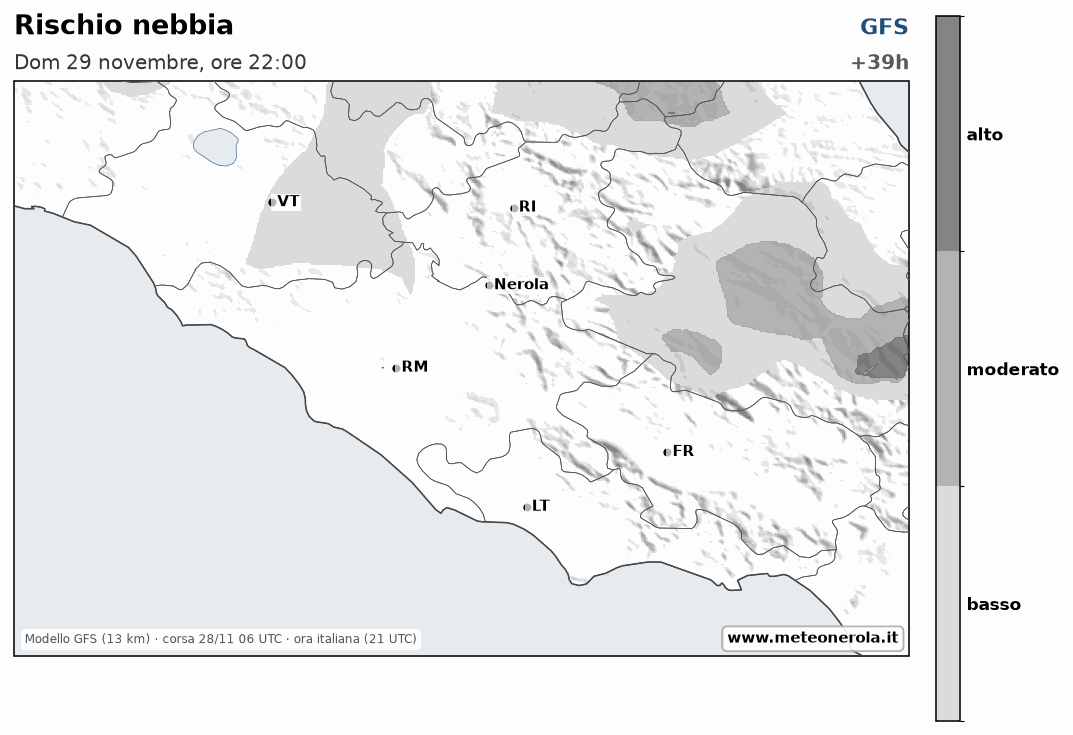 Rischio nebbia
GFS
Dom 29 novembre, ore 22:00
+39h
alto
VT
RI
Nerola
RM
moderato
FR
LT
basso
Modello GFS (13 km) · corsa 28/11 06 UTC · ora italiana (21 UTC)
www.meteonerola.it